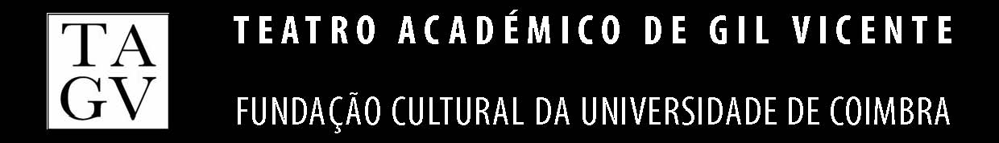 TA
GV
TEATRO ACADÉMICO DE GIL VICENTE
FUNDAÇÃO CULTURAL DA UNIVERSIDADE DE COIMBRA